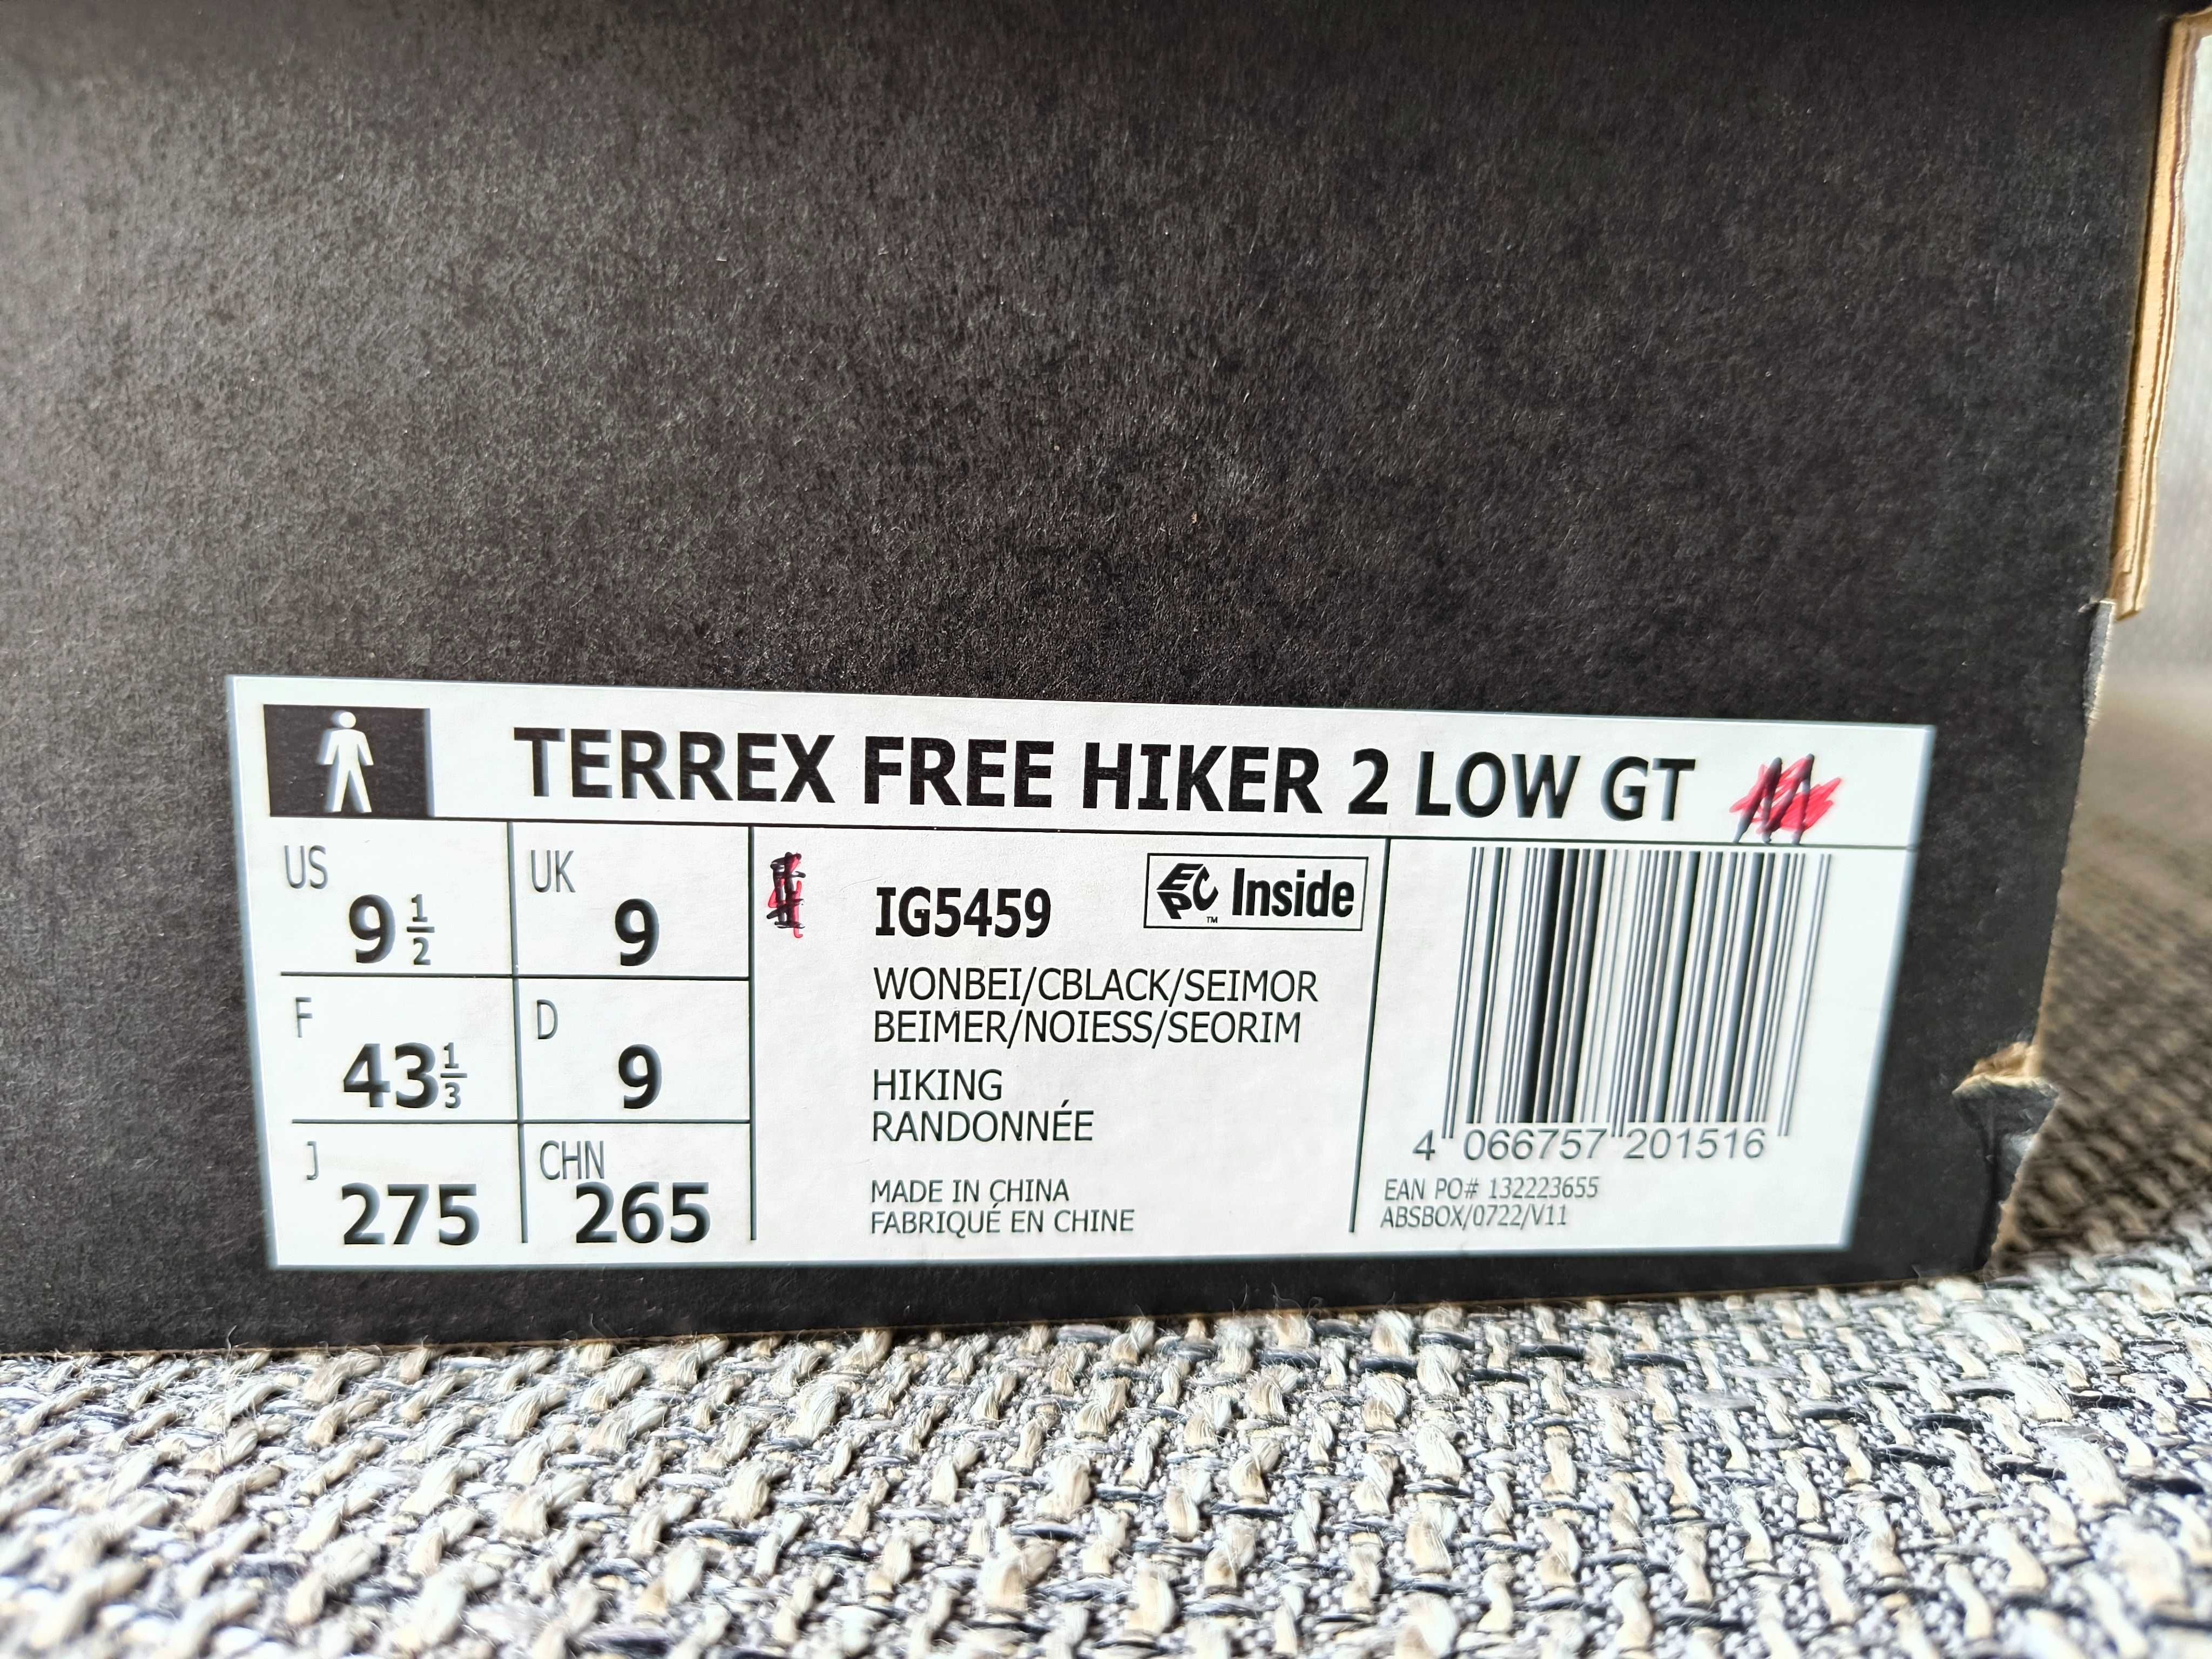 TERREX FREE HIKER 2 LOW GT
US
9 1/2
UK
9
F
43 1/3
D
9
J
275
CHN
265
IG5459
EPC Inside
TM
WONBEI/CBLACK/SEIMOR
BEIMER/NOIESS/SEORIM
HIKING
RANDONNÉE
MADE IN CHINA
FABRIQUÉ EN CHINE
4 066757 201516
EAN PO# 132223655
ABSBOX/0722/V11